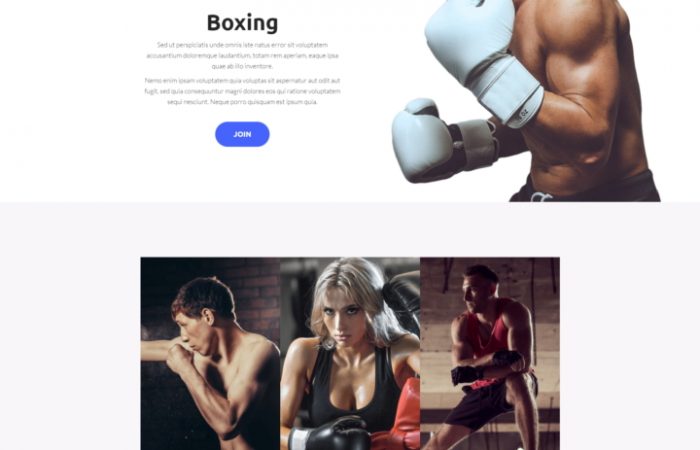 Boxing
Sed ut perspiciatis unde omnis iste natus error sit voluptatem
accusantium doloremque laudantium, totam rem aperiam, eaque ipsa
quae ab illo inventore.
Nemo enim ipsam voluptatem quia voluptas sit aspernatur aut odit aut
fugit, sed quia consequuntur magni dolores eos qui ratione voluptatem
sequi nesciunt. Neque porro quisquam est ipsum quia.
JOIN